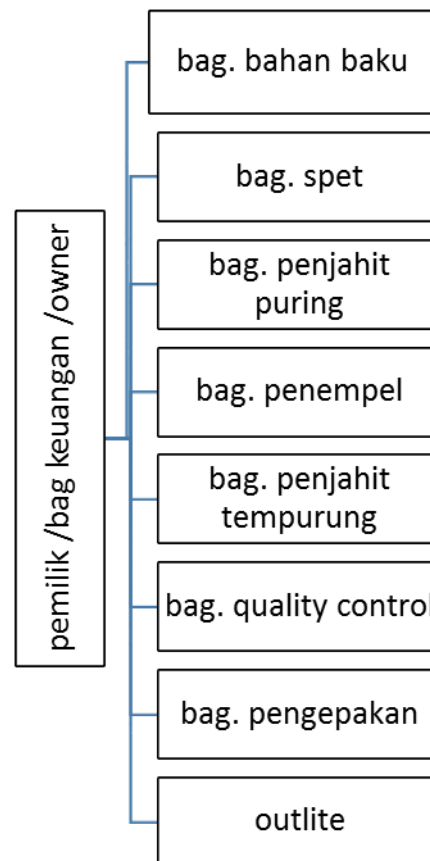 pemilik /bag keuangan /owner
bag. bahan baku
bag. spet
bag. penjahit
puring
bag. penempel
bag. penjahit
tempurung
bag. quality control
bag. pengepakan
outlite